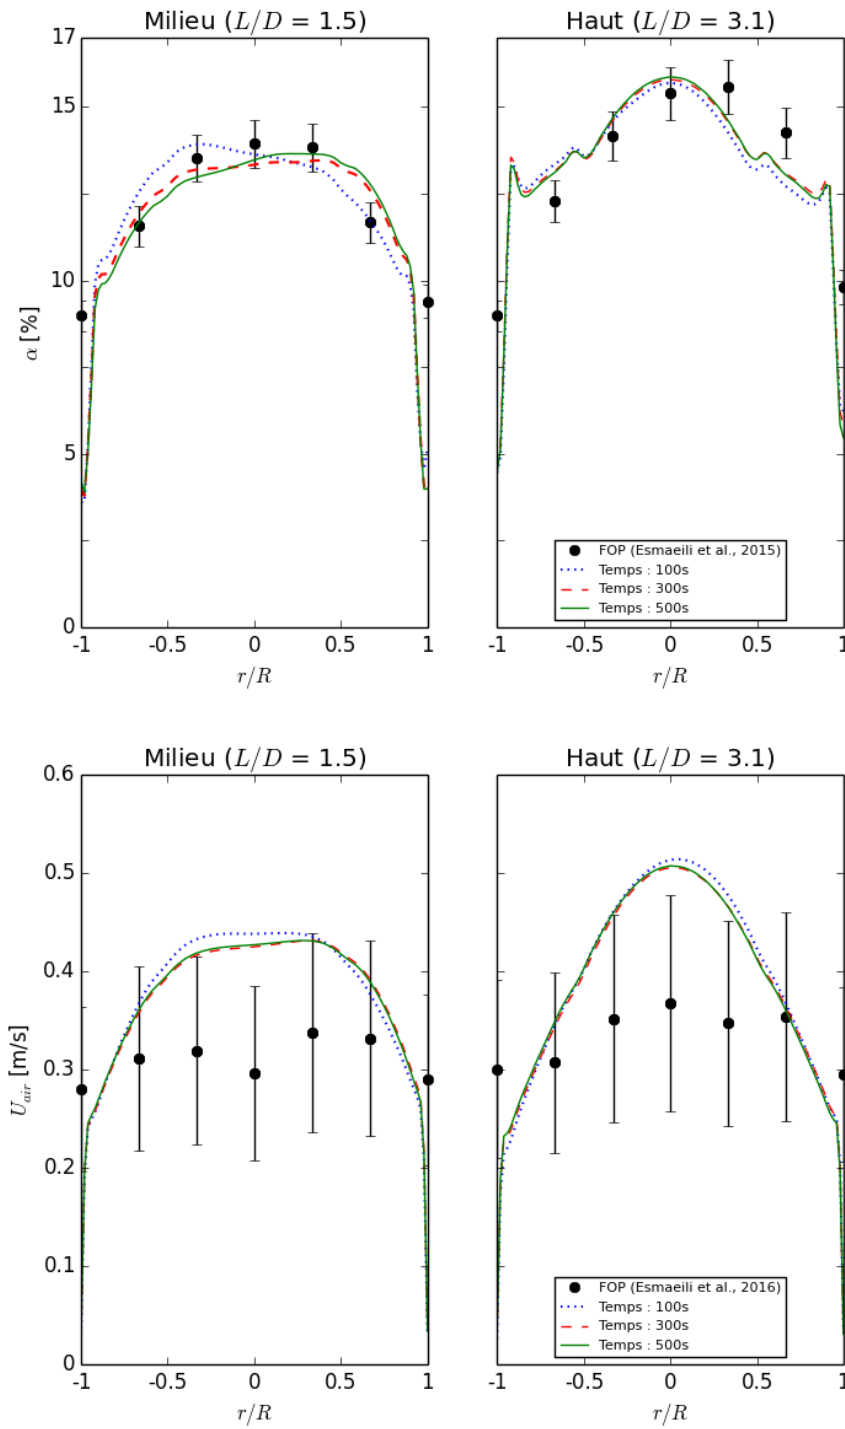 Milieu (L/D = 1.5)
Haut (L/D = 3.1)
17
15
10
5
0
α [%]
-1 -0.5 0 0.5 1
r/R
FOP (Esmaeili et al., 2015)
Temps : 100s
Temps : 300s
Temps : 500s
-1 -0.5 0 0.5 1
r/R
Milieu (L/D = 1.5)
Haut (L/D = 3.1)
0.6
0.5
0.4
0.3
0.2
0.1
0
U_air [m/s]
-1 -0.5 0 0.5 1
r/R
FOP (Esmaeili et al., 2016)
Temps : 100s
Temps : 300s
Temps : 500s
-1 -0.5 0 0.5 1
r/R